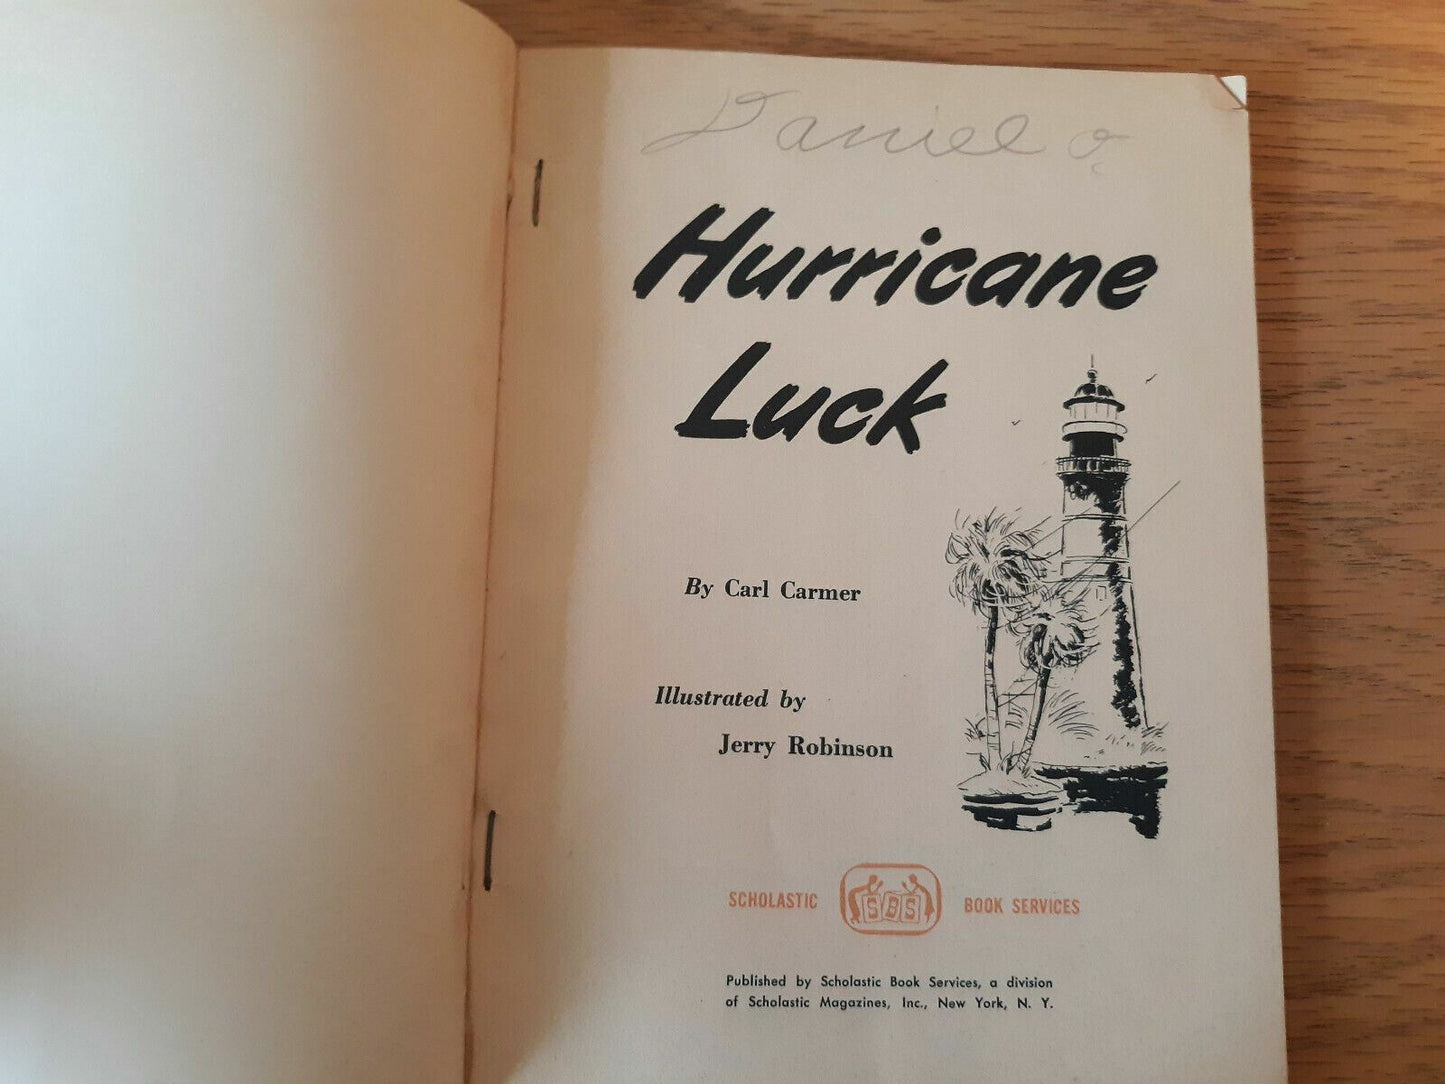 Daniel O.
Hurricane
Luck
By Carl Carmer
Illustrated by
Jerry Robinson
SCHOLASTIC SBS BOOK SERVICES
Published by Scholastic Book Services, a division
of Scholastic Magazines, Inc., New York, N. Y.